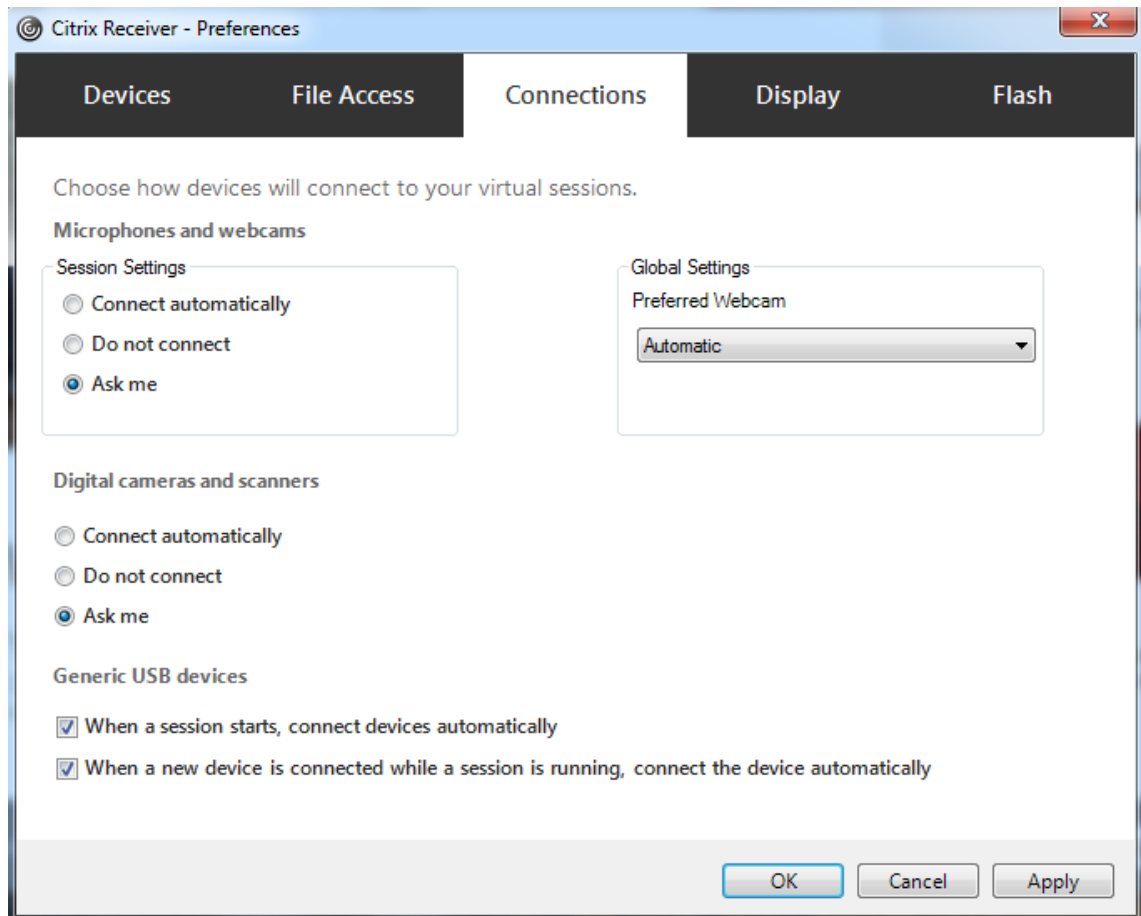 Citrix Receiver - Preferences
Devices File Access Connections Display Flash
Choose how devices will connect to your virtual sessions.
Microphones and webcams
Session Settings
Connect automatically
Do not connect
Ask me
Global Settings
Preferred Webcam
Automatic
Digital cameras and scanners
Connect automatically
Do not connect
Ask me
Generic USB devices
When a session starts, connect devices automatically
When a new device is connected while a session is running, connect the device automatically
OK Cancel Apply